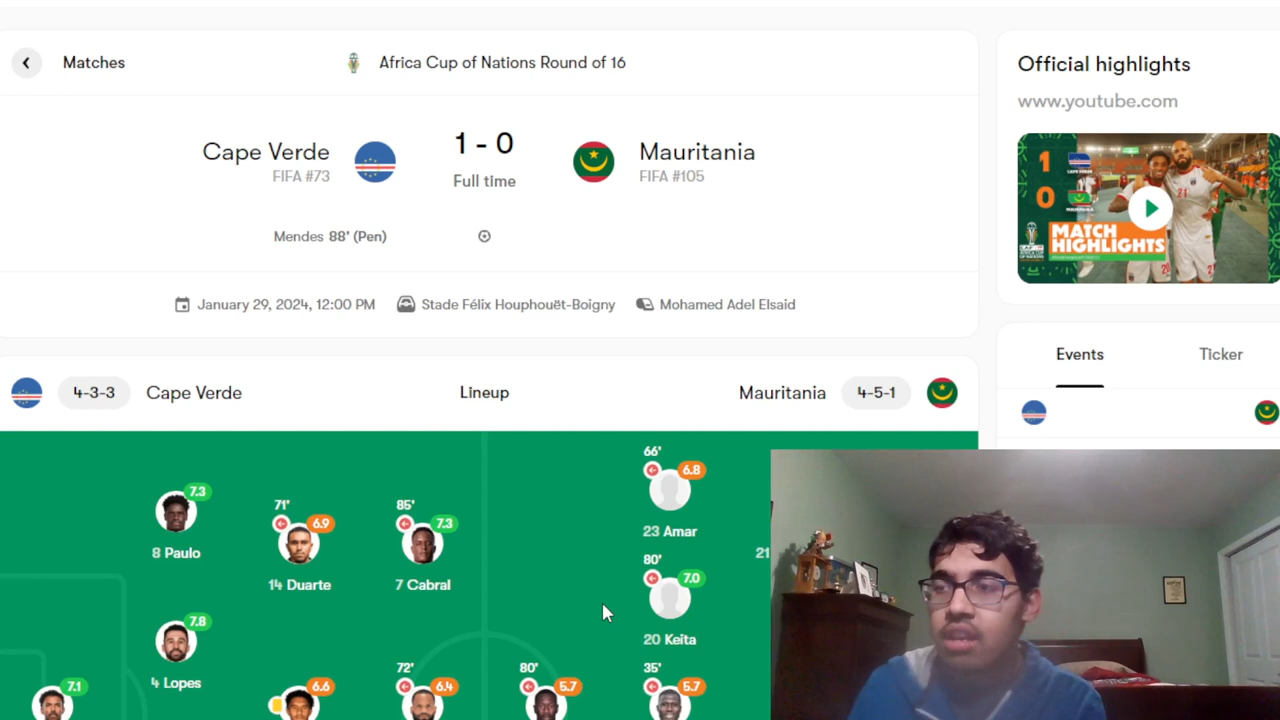 Matches
Africa Cup of Nations Round of 16
Cape Verde
FIFA #73
1 - 0
Full time
Mauritania
FIFA #105
Mendes 88' (Pen)
January 29, 2024, 12:00 PM
Stade Félix Houphouët-Boigny
Mohamed Adel Elsaid
4-3-3
Cape Verde
Lineup
Mauritania
4-5-1
7.3
8 Paulo
71'
6.9
14 Duarte
85'
7.3
7 Cabral
66'
6.8
23 Amar
80'
7.0
20 Keita
21
7.8
4 Lopes
7.1
6.6
72'
6.4
80'
5.7
35'
5.7
Official highlights
www.youtube.com
1
0
MATCH
HIGHLIGHTS
20
21
Events
Ticker